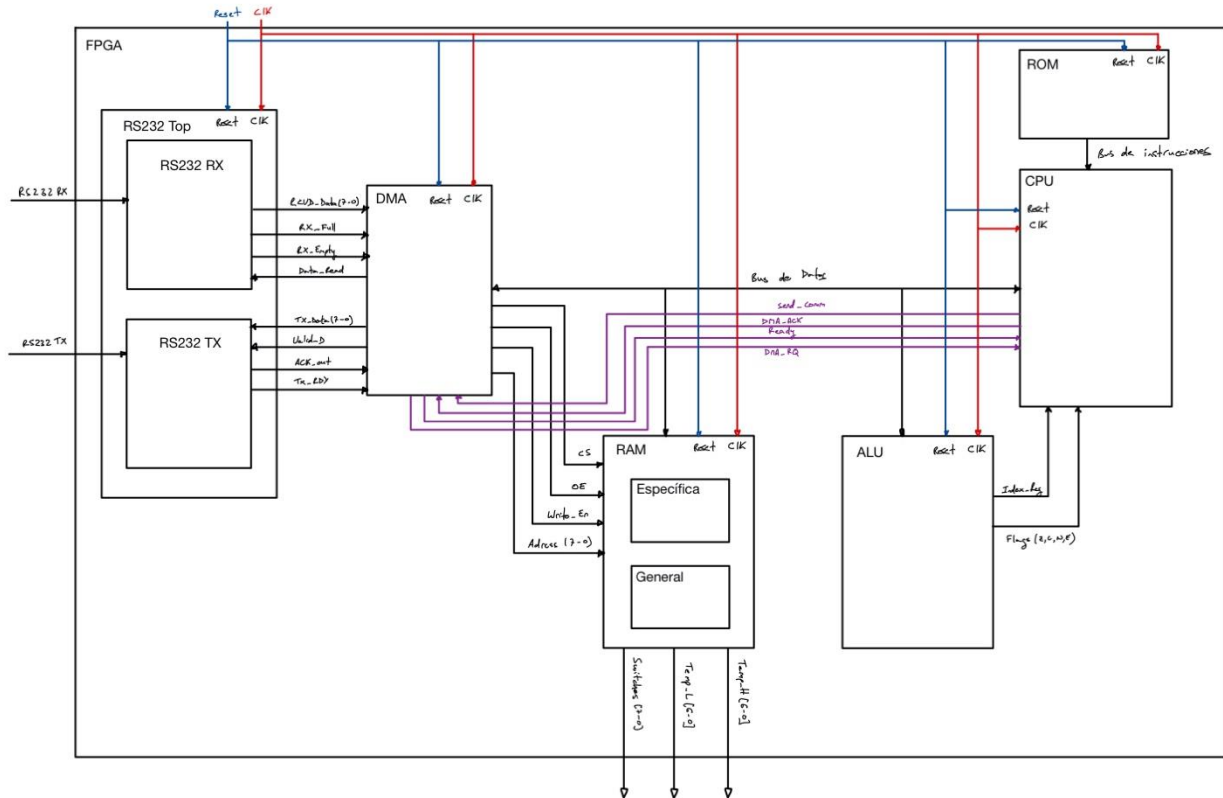 Reset
Clk
FPGA
ROM
Reset
Clk
RS232 Top
Reset
Clk
RS232 RX
RS232 RX
Bus de instrucciones
CPU
Reset
Clk
DMA
Reset
Clk
RCVD_Data(7-0)
RX_Full
RX_Empty
Data_Read
Bus de Datos
Send_Comm
DMA_ACK
Ready
DMA_RQ
RS232 TX
RS232 TX
TX_Data(7-0)
Valid_D
ACK_out
Tx_RDY
RAM
Reset
Clk
CS
OE
Write_En
Adress (7-0)
Específica
General
ALU
Reset
Clk
Index_Reg
Flags (Z,C,N,E)
Switches (7-0)
Temp_L [6-0]
Temp_H [6-0]